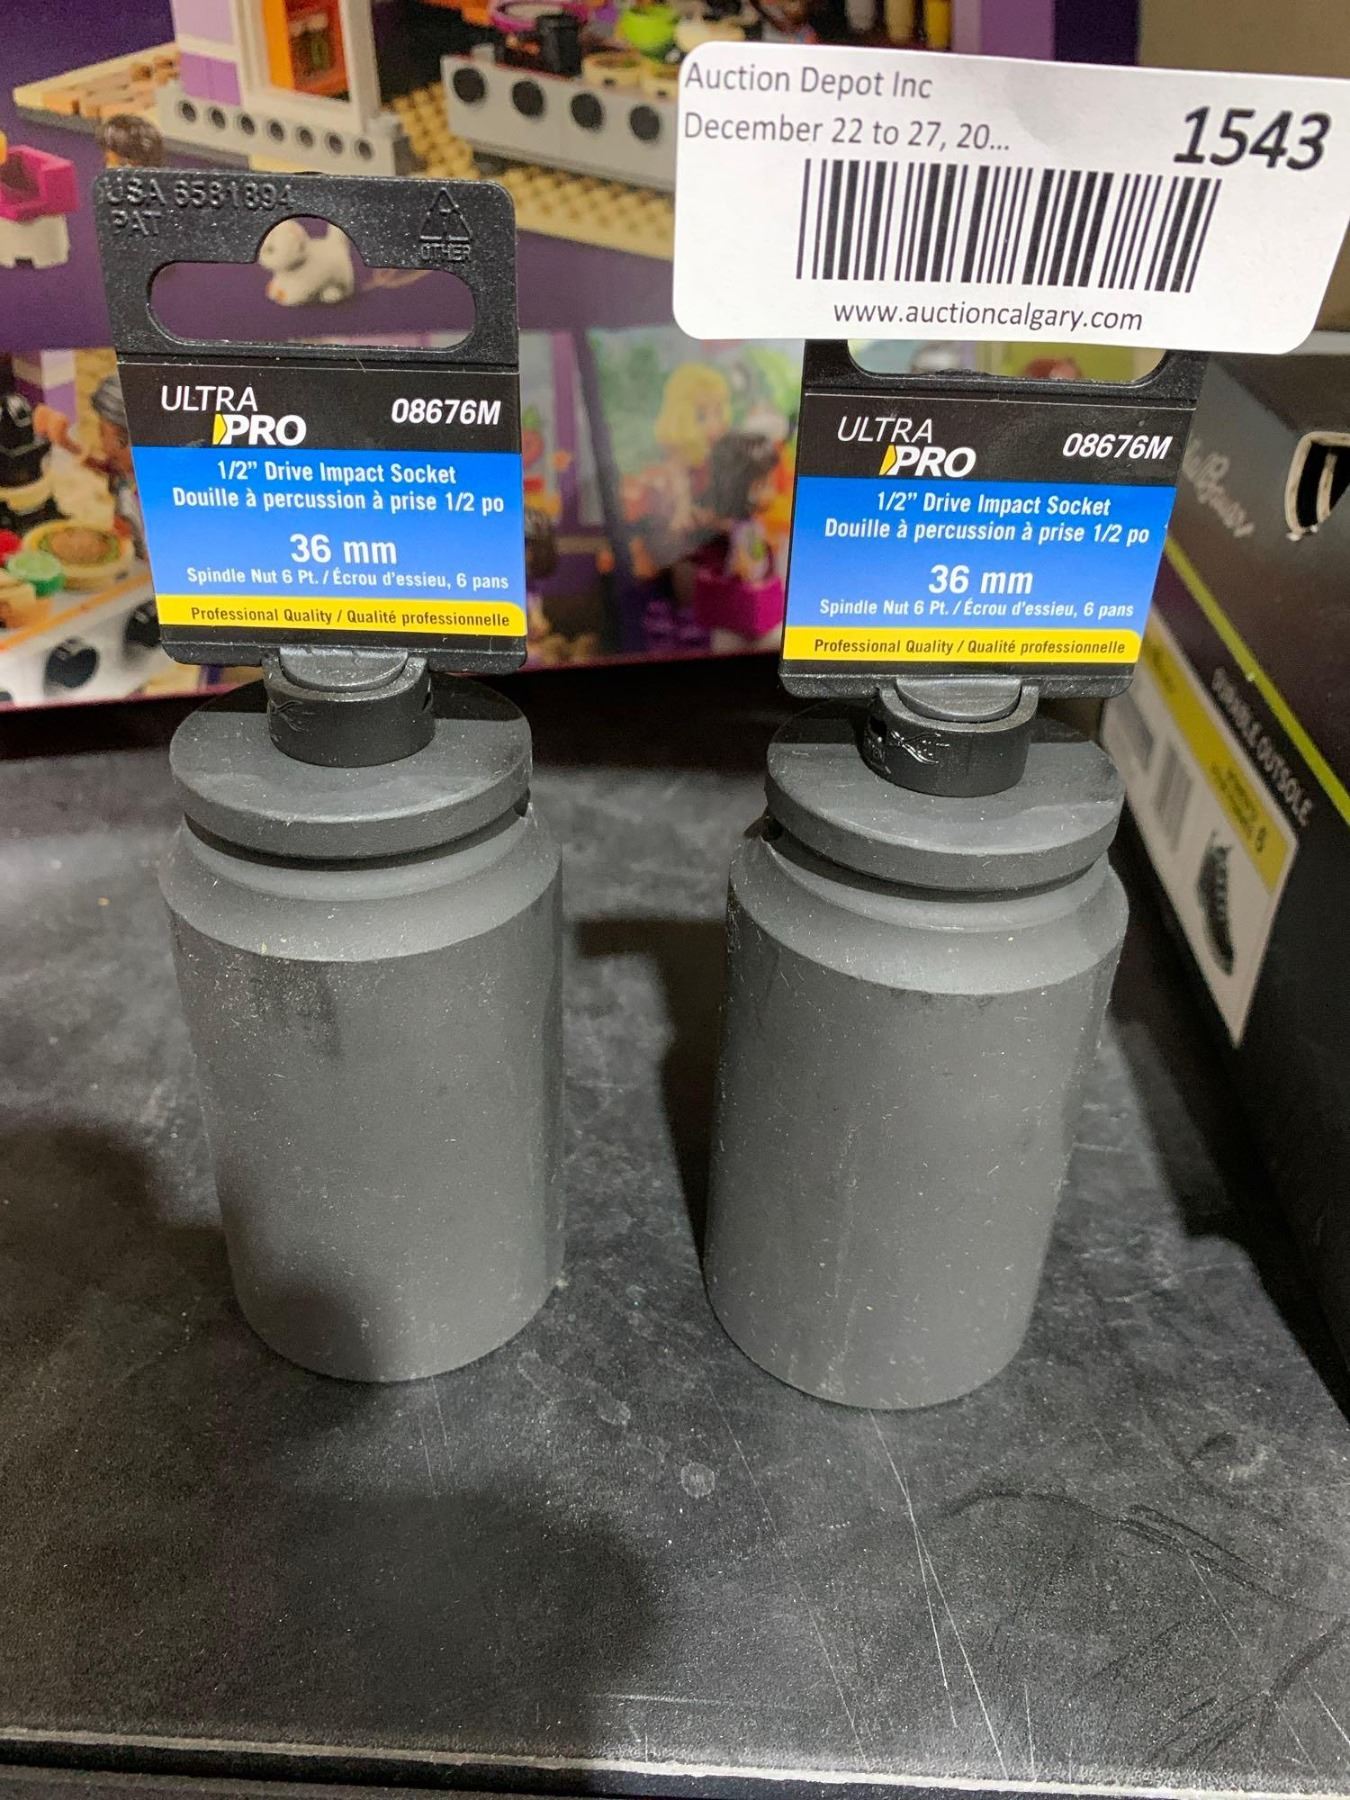 Auction Depot Inc
December 22 to 27, 20...
1543
www.auctioncalgary.com
USA 6581894
PAT
OTHER
ULTRA
PRO
08676M
1/2" Drive Impact Socket
Douille à percussion à prise 1/2 po
36 mm
Spindle Nut 6 Pt. / Écrou d'essieu, 6 pans
Professional Quality / Qualité professionnelle
ULTRA
PRO
08676M
1/2" Drive Impact Socket
Douille à percussion à prise 1/2 po
36 mm
Spindle Nut 6 Pt. / Écrou d'essieu, 6 pans
Professional Quality / Qualité professionnelle
DURABLE OUTSOLE